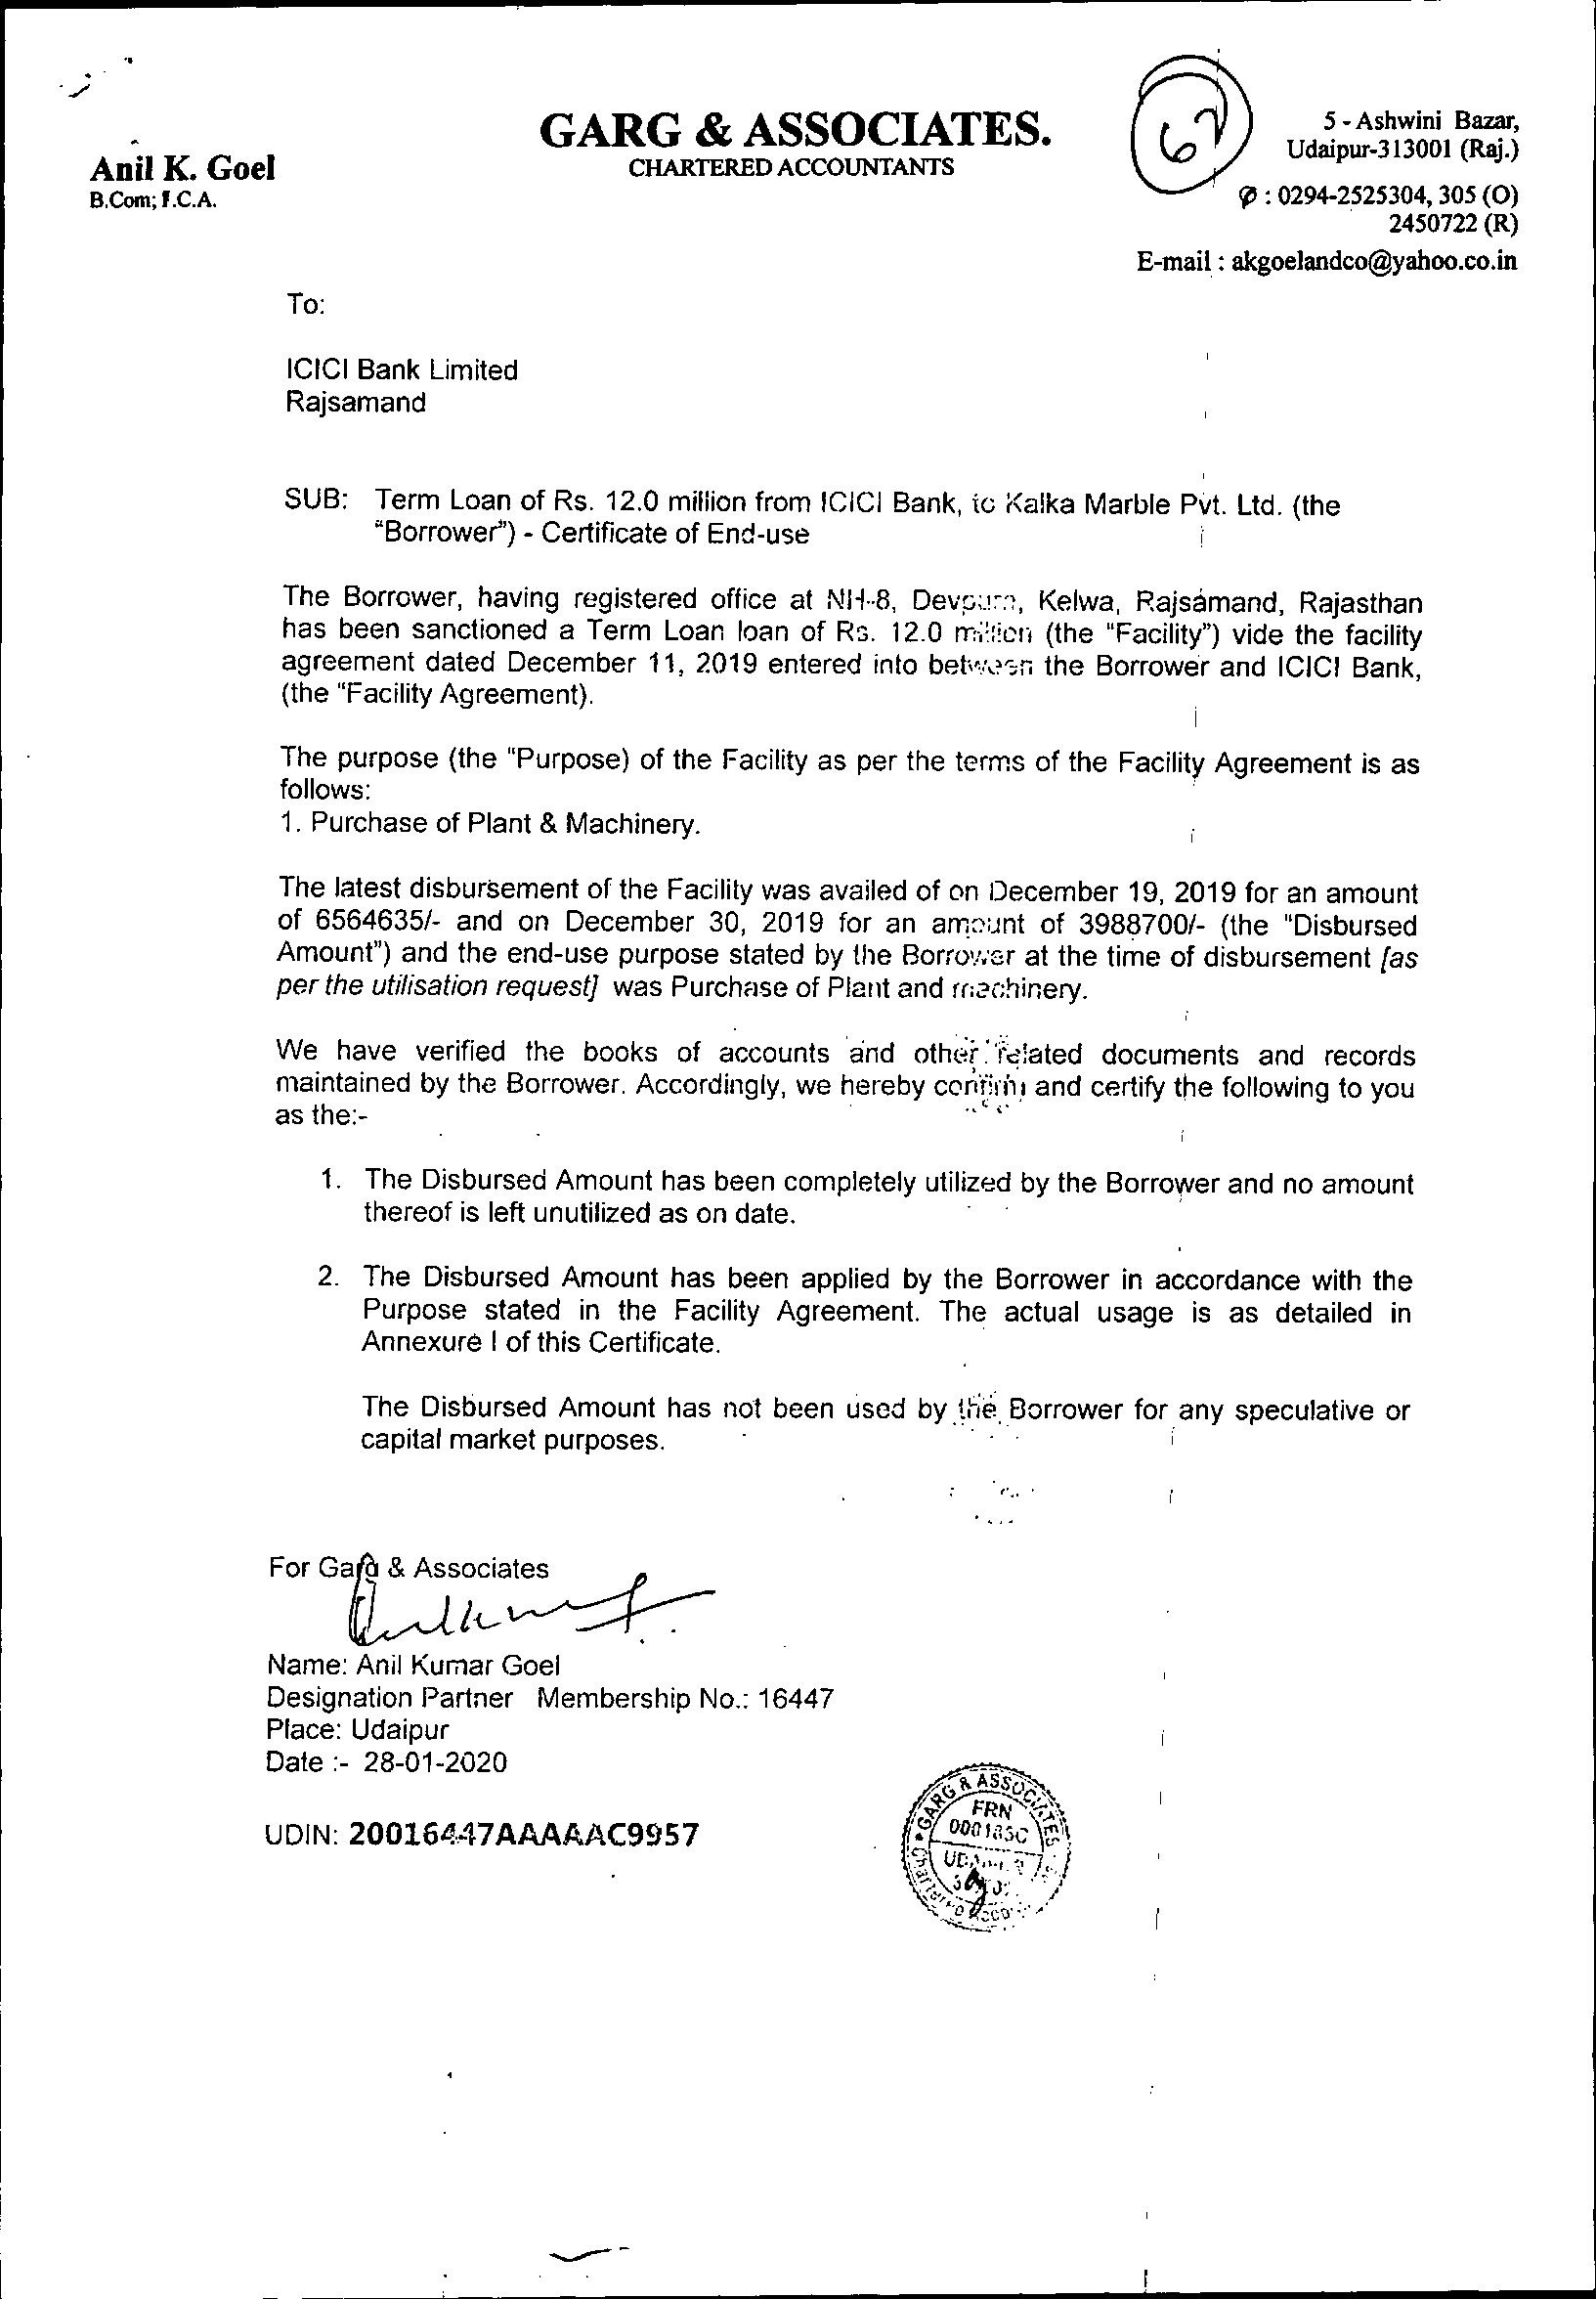 GARG & ASSOCIATES.
CHARTERED ACCOUNTANTS
Anil K. Goel
B.Com; F.C.A.
67
5 - Ashwini Bazar,
Udaipur-313001 (Raj.)
: 0294-2525304, 305 (O)
2450722 (R)
E-mail : akgoelandco@yahoo.co.in
To:
ICICI Bank Limited
Rajsamand
SUB: Term Loan of Rs. 12.0 million from ICICI Bank, to Kalka Marble Pvt. Ltd. (the
"Borrower") - Certificate of End-use
The Borrower, having registered office at NH-8, Devpura, Kelwa, Rajsamand, Rajasthan
has been sanctioned a Term Loan loan of Rs. 12.0 million (the "Facility") vide the facility
agreement dated December 11, 2019 entered into between the Borrower and ICICI Bank,
(the "Facility Agreement).
The purpose (the "Purpose) of the Facility as per the terms of the Facility Agreement is as
follows:
1. Purchase of Plant & Machinery.
The latest disbursement of the Facility was availed of on December 19, 2019 for an amount
of 6564635/- and on December 30, 2019 for an amount of 3988700/- (the "Disbursed
Amount") and the end-use purpose stated by the Borrower at the time of disbursement [as
per the utilisation request] was Purchase of Plant and machinery.
We have verified the books of accounts and other related documents and records
maintained by the Borrower. Accordingly, we hereby confirm and certify the following to you
as the:-
1. The Disbursed Amount has been completely utilized by the Borrower and no amount
thereof is left unutilized as on date.
2. The Disbursed Amount has been applied by the Borrower in accordance with the
Purpose stated in the Facility Agreement. The actual usage is as detailed in
Annexure I of this Certificate.
The Disbursed Amount has not been used by the Borrower for any speculative or
capital market purposes.
For Garg & Associates
Name: Anil Kumar Goel
Designation Partner Membership No.: 16447
Place: Udaipur
Date :- 28-01-2020
UDIN: 20016447AAAAAC9957
GARG & ASSOCIATES
FRN